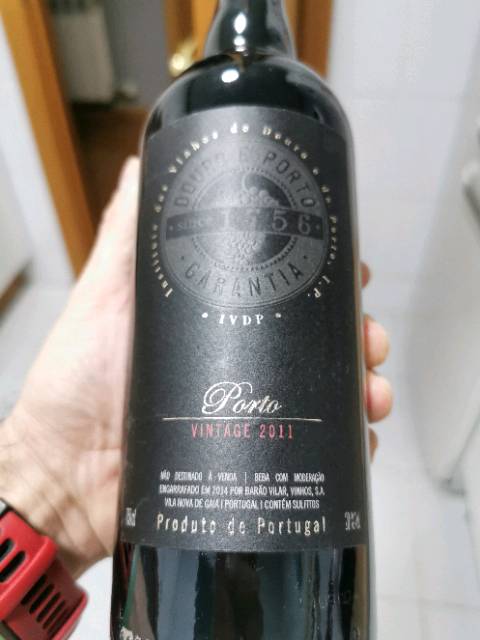 Instituto dos Vinhos do Douro e do Porto, I.P.
DOURO E PORTO
since 1756
GARANTIA
• IVDP •
Porto
VINTAGE 2011
NÃO DESTINADO À VENDA | BEBA COM MODERAÇÃO
ENGARRAFADO EM 2014 POR BARÃO VILAR, VINHOS, S.A.
VILA NOVA DE GAIA | PORTUGAL | CONTÉM SULFITOS
Produto de Portugal